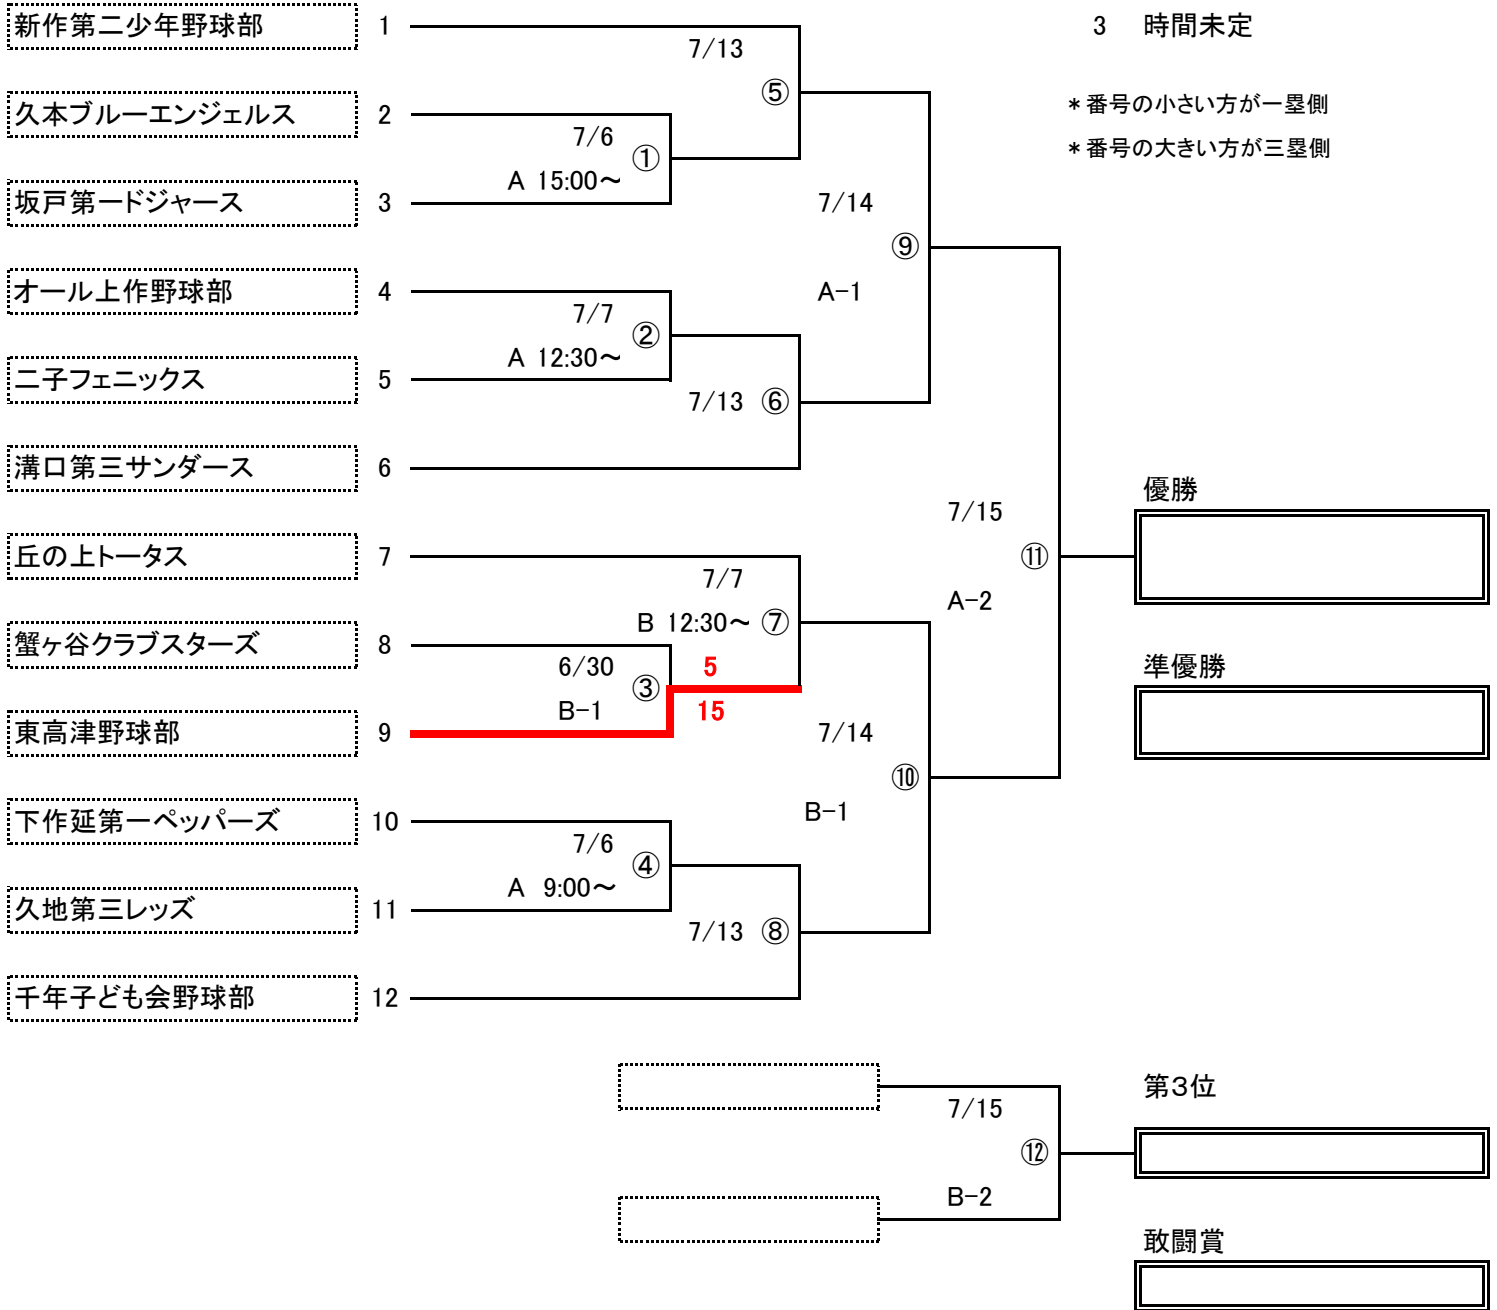 新作第二少年野球部 1
3 時間未定
7/13
⑤
久本ブルーエンジェルス 2
*番号の小さい方が一塁側
7/6
①
*番号の大きい方が三塁側
A 15:00～
坂戸第一ドジャース 3
7/14
⑨
オール上作野球部 4
A-1
7/7
②
A 12:30～
二子フェニックス 5
7/13 ⑥
溝口第三サンダース 6
優勝
7/15
⑪
丘の上トータス 7
7/7
A-2
B 12:30～ ⑦
蟹ヶ谷クラブスターズ 8
6/30
5
準優勝
③
B-1
15
東高津野球部 9
7/14
⑩
B-1
下作延第一ペッパーズ 10
7/6
④
A 9:00～
久地第三レッズ 11
7/13 ⑧
千年子ども会野球部 12
第3位
7/15
⑫
B-2
敢闘賞